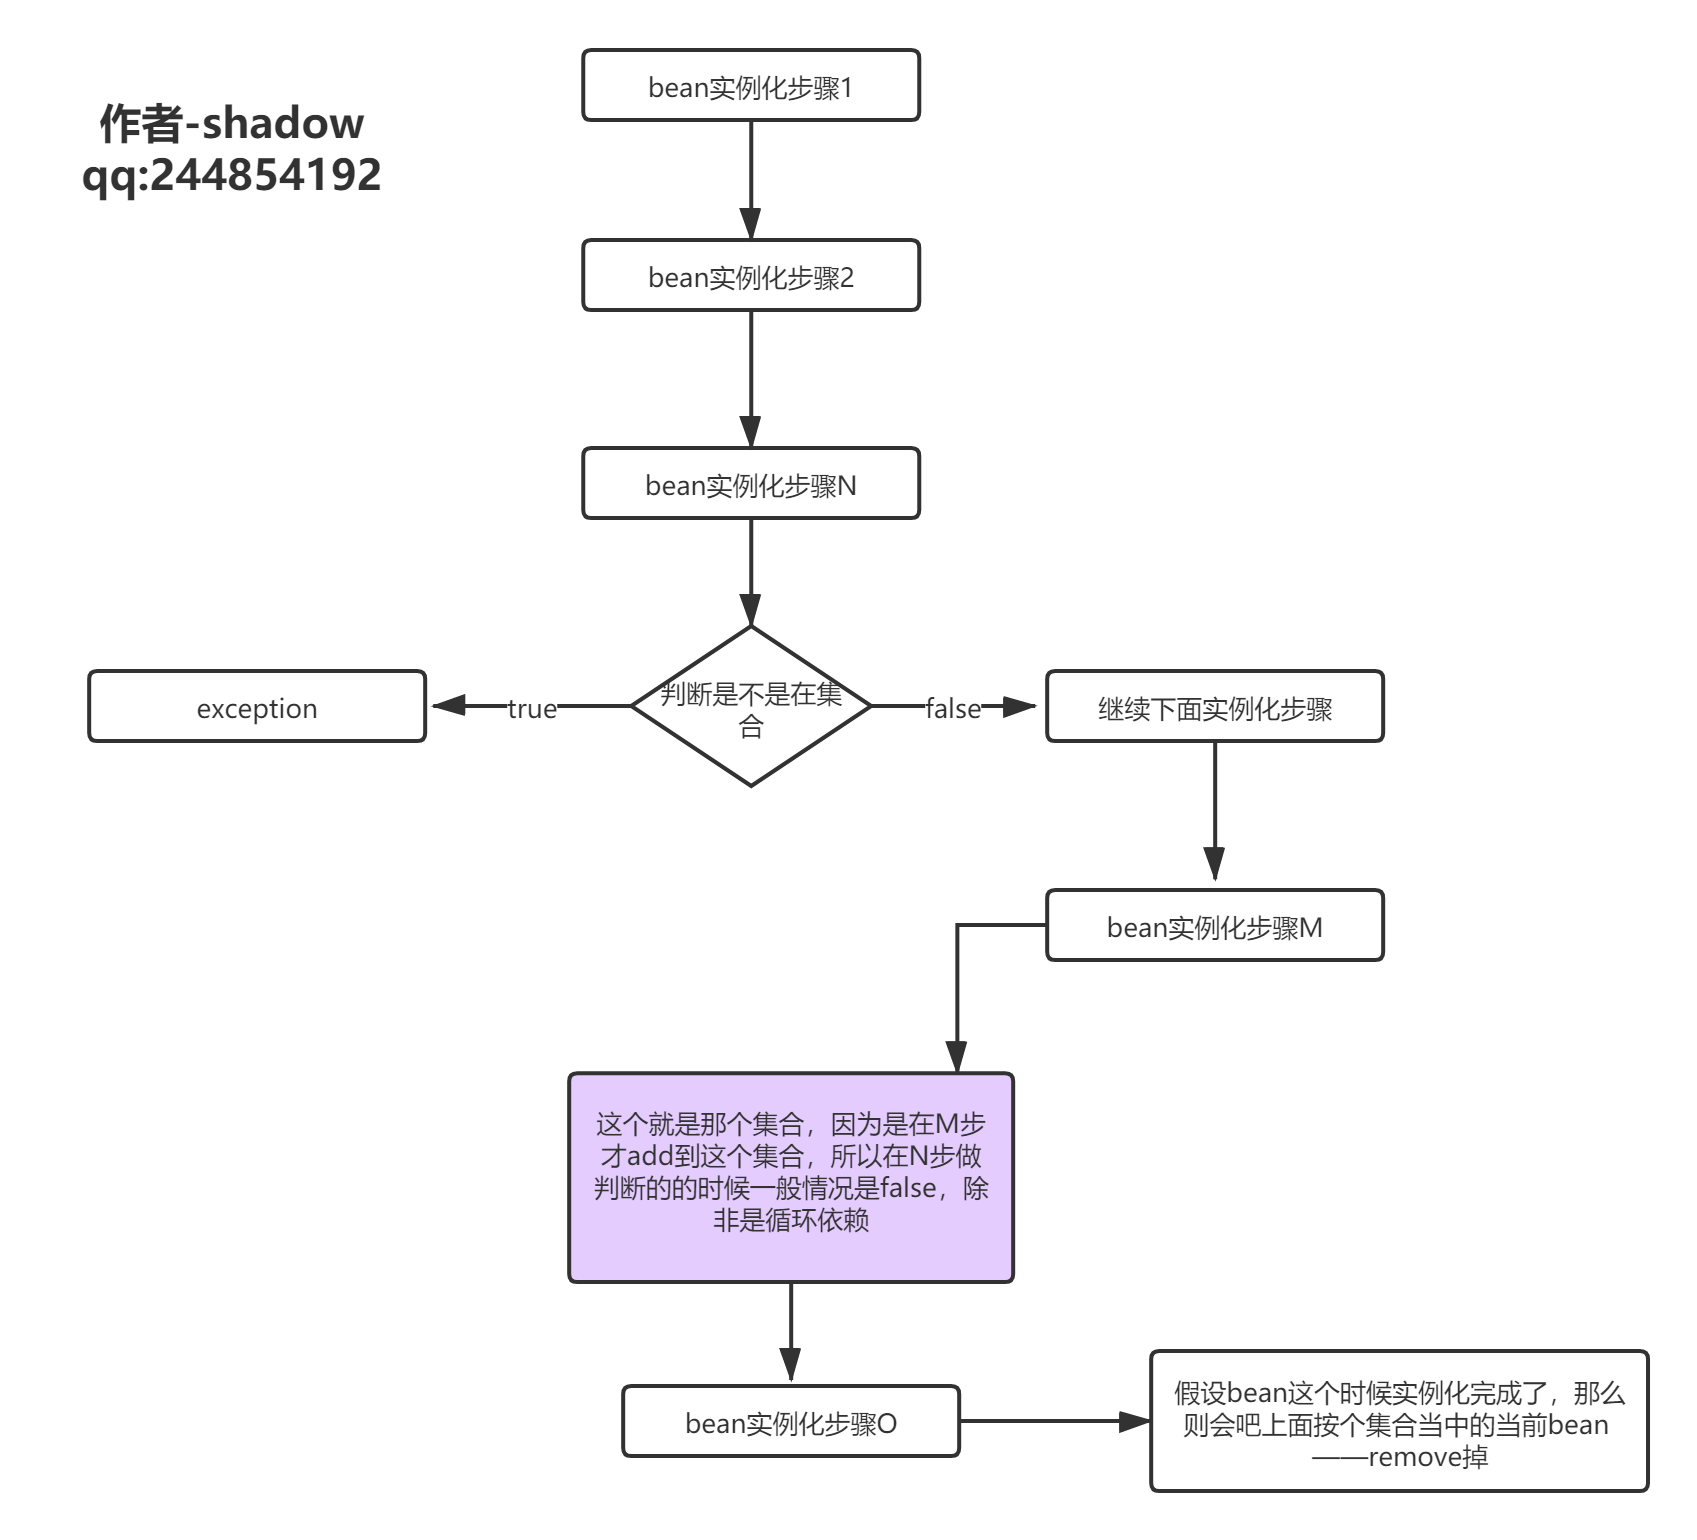 作者-shadow
qq:244854192
bean实例化步骤1
bean实例化步骤2
bean实例化步骤N
判断是不是在集
合
true
exception
false
继续下面实例化步骤
bean实例化步骤M
这个就是那个集合，因为是在M步
才add到这个集合，所以在N步做
判断的的时候一般情况是false，除
非是循环依赖
bean实例化步骤O
假设bean这个时候实例化完成了，那么
则会吧上面按个集合当中的当前bean
——remove掉